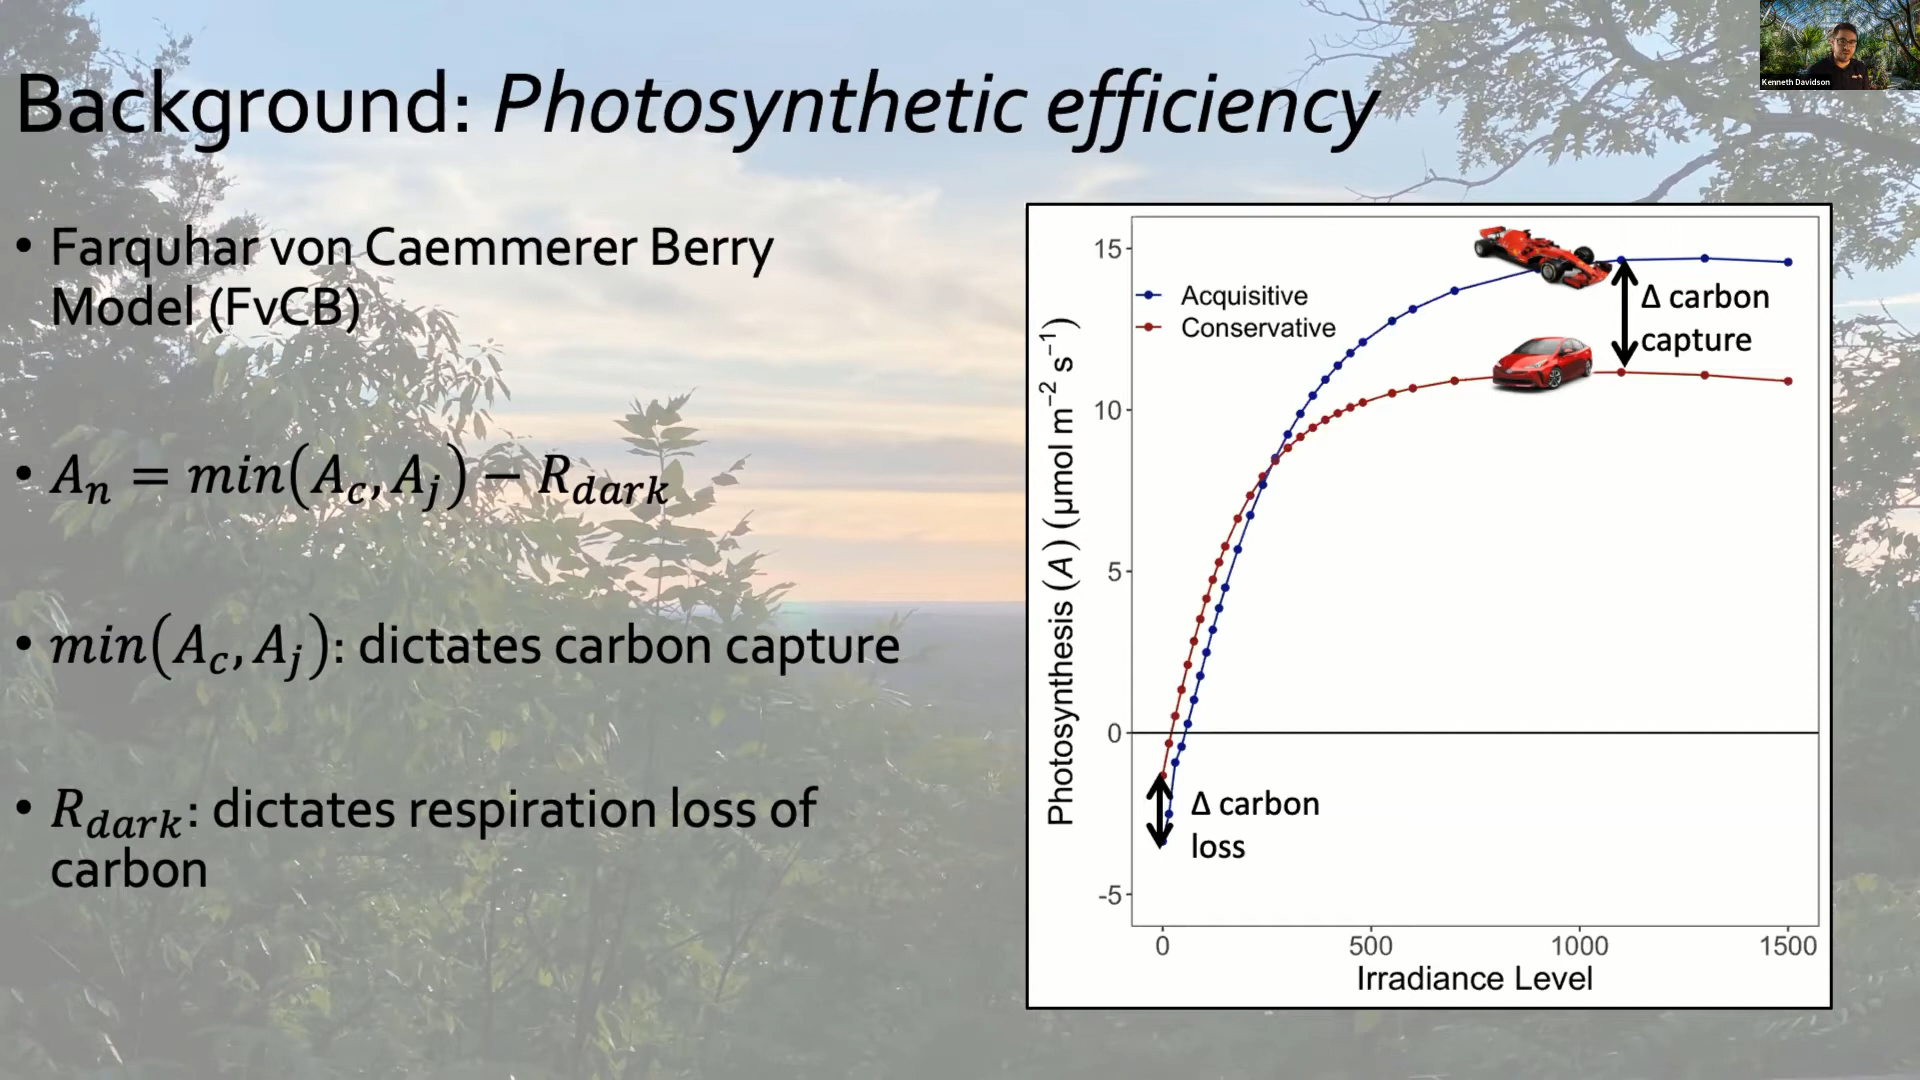 Kenneth Davidson
Background: Photosynthetic efficiency
• Farquhar von Caemmerer Berry
Model (FvCB)
• Aₙ = min(A_c, A_j) − R_dark
• min(A_c, A_j): dictates carbon capture
• R_dark: dictates respiration loss of
carbon
Photosynthesis (A) (μmol m⁻² s⁻¹)
15
10
5
0
-5
Acquisitive
Conservative
Δ carbon
capture
Δ carbon
loss
0 500 1000 1500
Irradiance Level